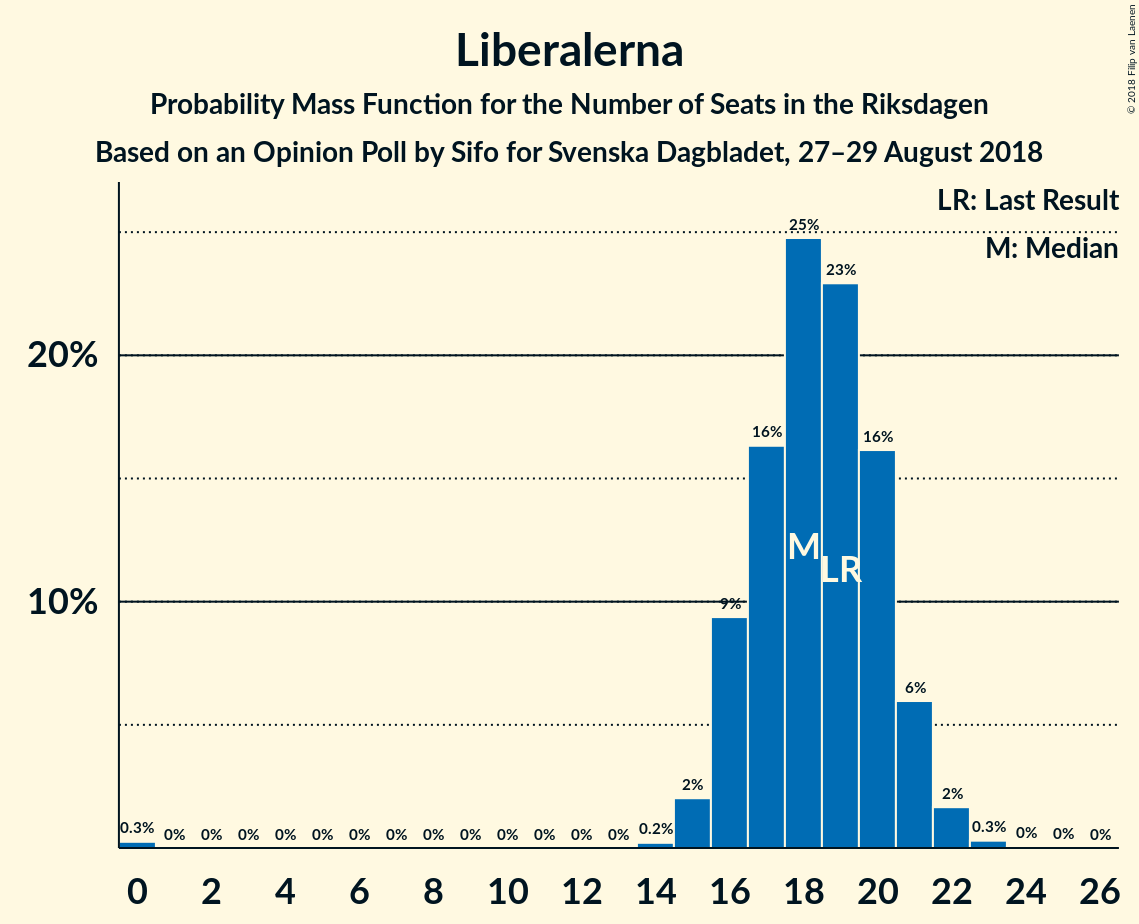 Liberalerna
Probability Mass Function for the Number of Seats in the Riksdagen
Based on an Opinion Poll by Sifo for Svenska Dagbladet, 27–29 August 2018
© 2018 Filip van Laenen
LR: Last Result
M: Median
20%
10%
0.3% 0% 0% 0% 0% 0% 0% 0% 0% 0% 0% 0% 0% 0% 0.2% 2% 9% 16% 25% 23% 16% 6% 2% 0.3% 0% 0% 0%
M
LR
0 2 4 6 8 10 12 14 16 18 20 22 24 26